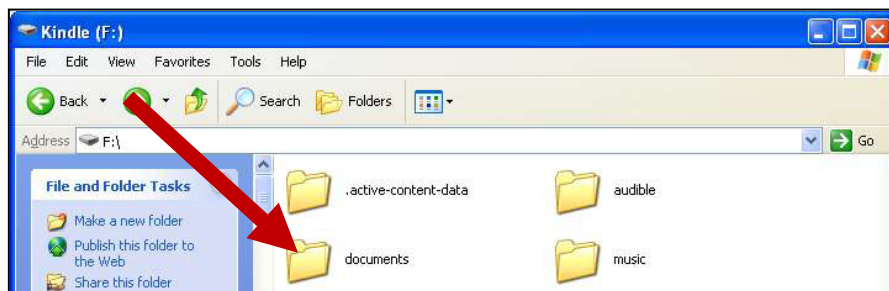 Kindle (F:)
File Edit View Favorites Tools Help
Back Search Folders
Address F:\ Go
File and Folder Tasks
Make a new folder
Publish this folder to
the Web
Share this folder
.active-content-data audible
documents music